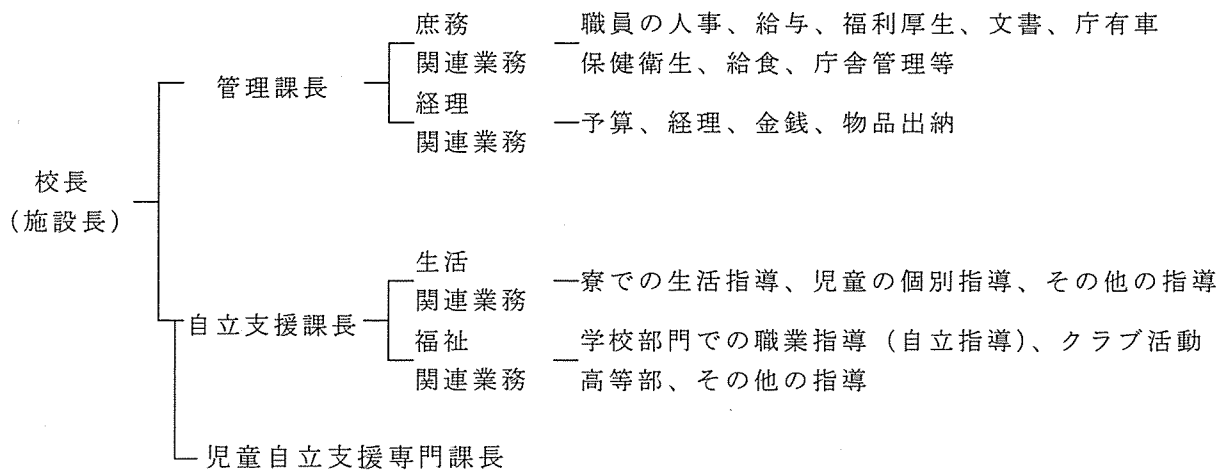 校長
(施設長)
管理課長
庶務
関連業務
職員の人事、給与、福利厚生、文書、庁有車
保健衛生、給食、庁舎管理等
経理
関連業務
予算、経理、金銭、物品出納
自立支援課長
生活
関連業務
寮での生活指導、児童の個別指導、その他の指導
福祉
関連業務
学校部門での職業指導（自立指導）、クラブ活動
高等部、その他の指導
児童自立支援専門課長